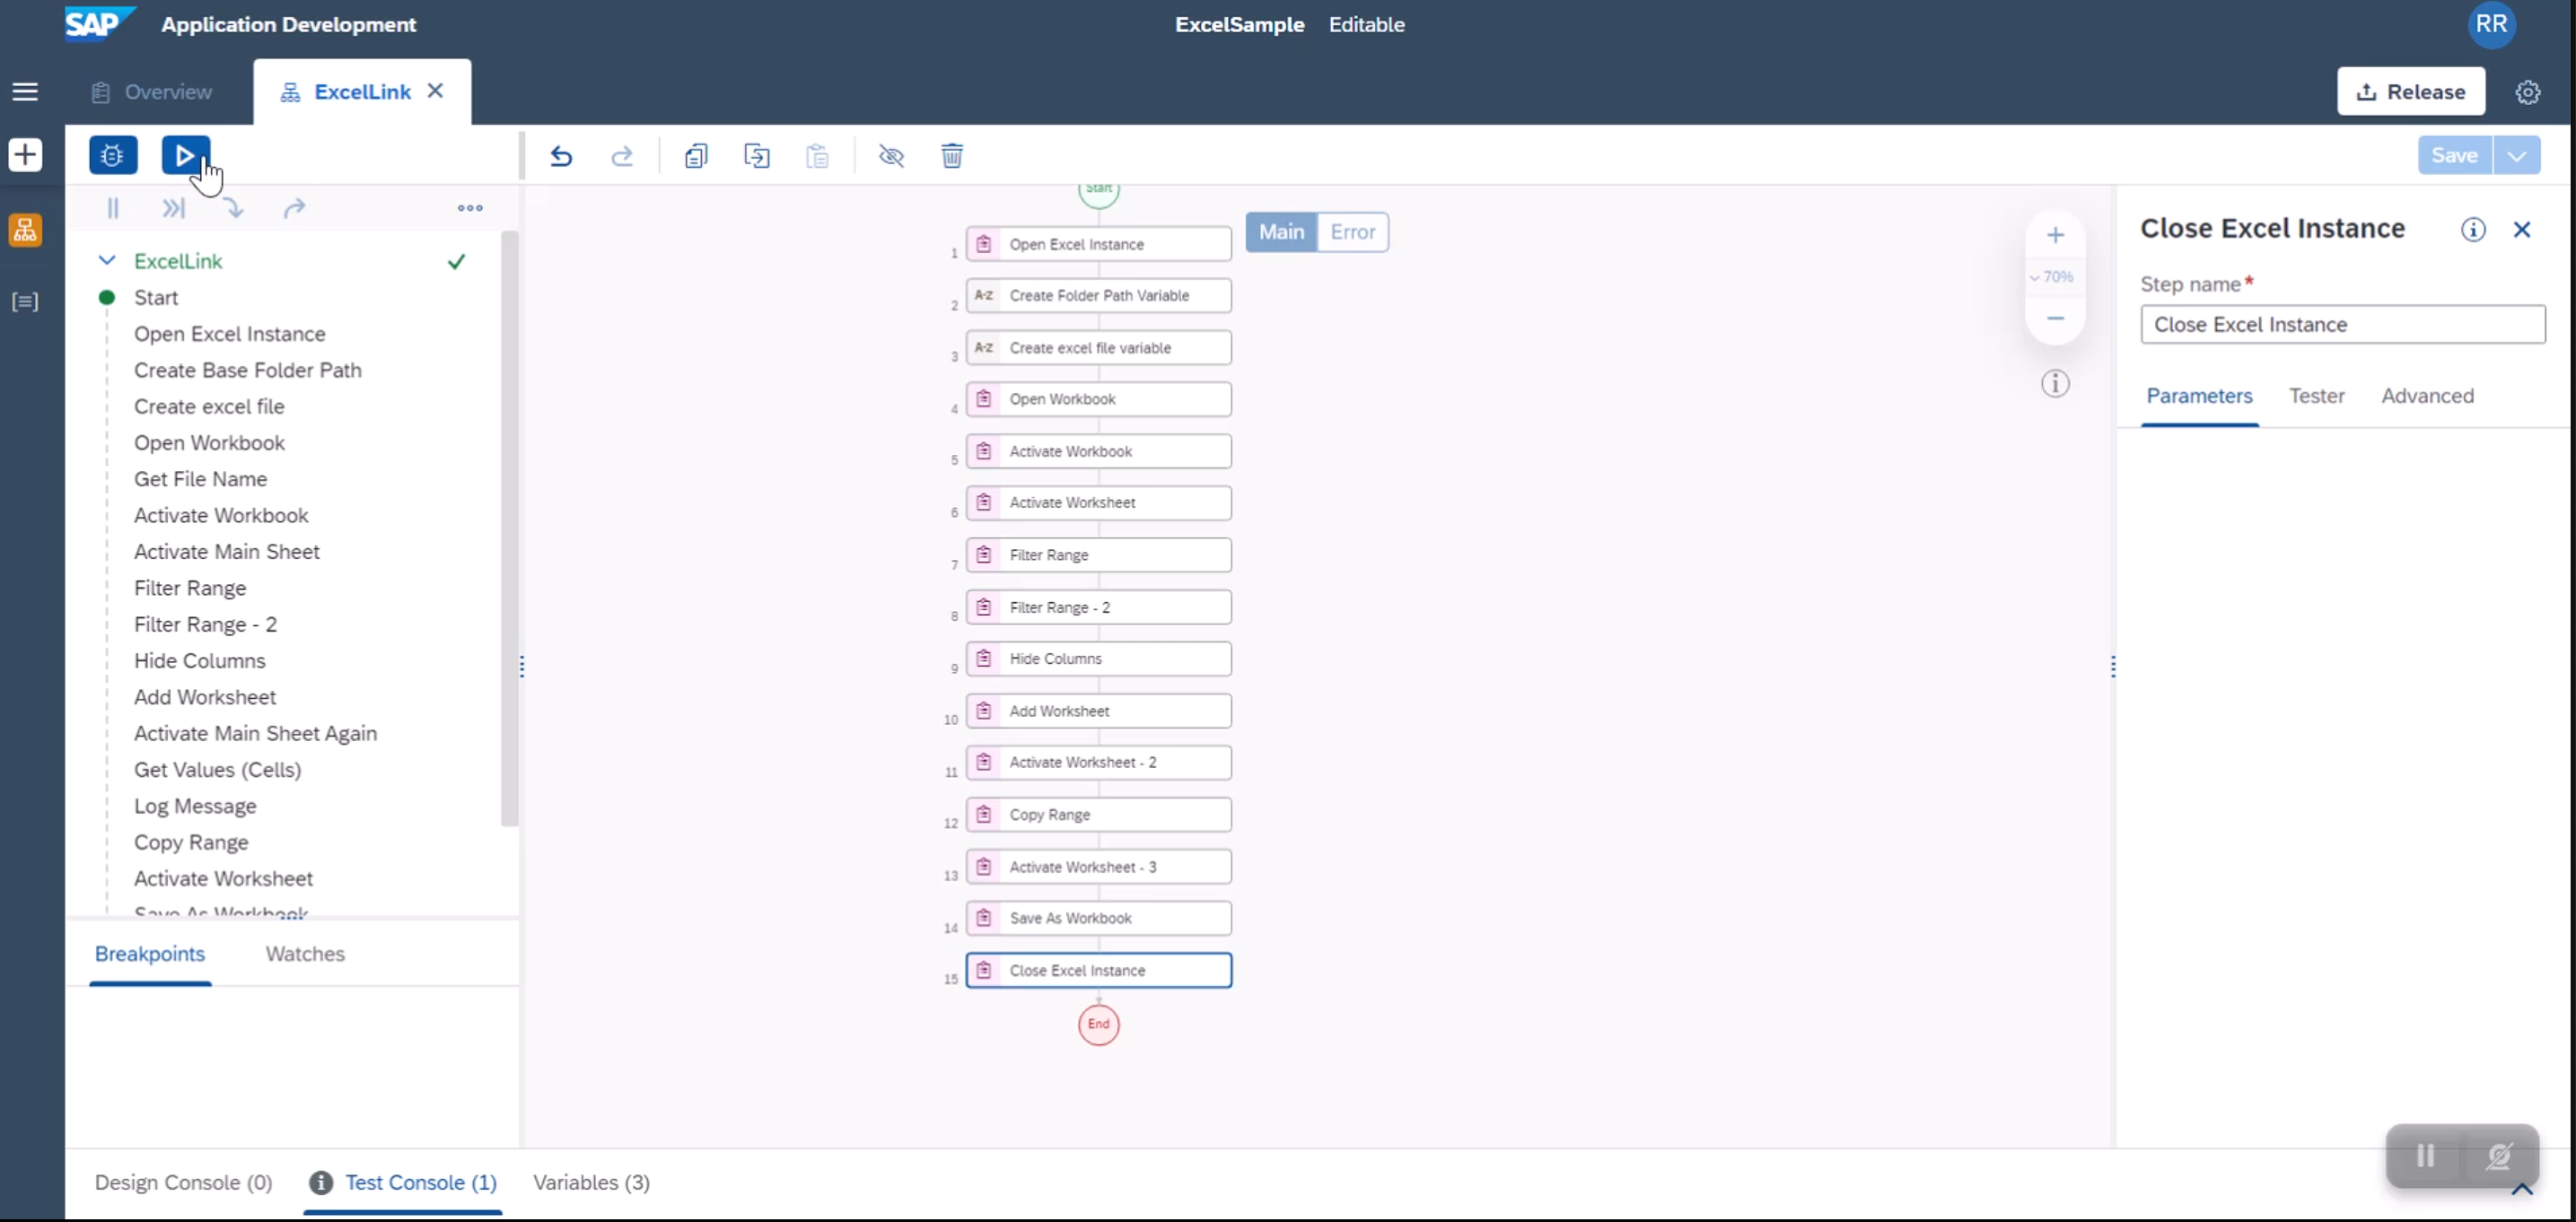 SAP Application Development
ExcelSample Editable
RR
Overview
ExcelLink
Release
Save
ExcelLink
Start
Open Excel Instance
Create Base Folder Path
Create excel file
Open Workbook
Get File Name
Activate Workbook
Activate Main Sheet
Filter Range
Filter Range - 2
Hide Columns
Add Worksheet
Activate Main Sheet Again
Get Values (Cells)
Log Message
Copy Range
Activate Worksheet
Save As Workbook
Breakpoints Watches
Start
Main Error
1 Open Excel Instance
2 A-Z Create Folder Path Variable
3 A-Z Create excel file variable
4 Open Workbook
5 Activate Workbook
6 Activate Worksheet
7 Filter Range
8 Filter Range - 2
9 Hide Columns
10 Add Worksheet
11 Activate Worksheet - 2
12 Copy Range
13 Activate Worksheet - 3
14 Save As Workbook
15 Close Excel Instance
End
70%
Close Excel Instance
Step name*
Close Excel Instance
Parameters Tester Advanced
Design Console (0) Test Console (1) Variables (3)